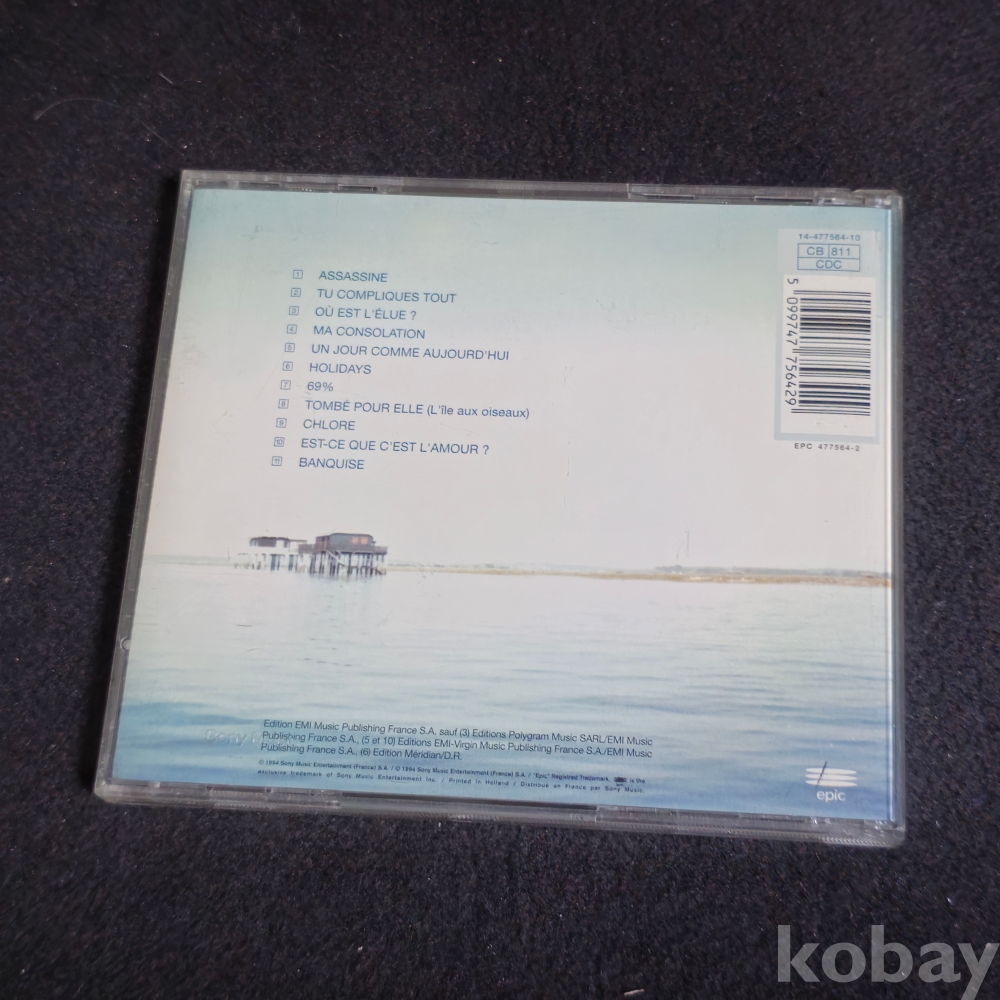 14-477564-10
CB 811
CDC
5 099747 756429
EPC 477564-2
1 ASSASSINE
2 TU COMPLIQUES TOUT
3 OÙ EST L'ÉLUE ?
4 MA CONSOLATION
5 UN JOUR COMME AUJOURD'HUI
6 HOLIDAYS
7 69%
8 TOMBÉ POUR ELLE (L'île aux oiseaux)
9 CHLORE
10 EST-CE QUE C'EST L'AMOUR ?
11 BANQUISE
Edition EMI Music Publishing France S.A. sauf (3) Editions Polygram Music SARL/EMI Music
Publishing France S.A., (5 et 10) Editions EMI-Virgin Music Publishing France S.A./EMI Music
Publishing France S.A., (6) Edition Méridian/D.R.
℗ 1994 Sony Music Entertainment (France) S.A. / © 1994 Sony Music Entertainment (France) S.A. / "Epic" Registred Trademark. is the
exclusive trademark of Sony Music Entertainment Inc. / Printed in Holland / Distribué en France par Sony Music.
epic
kobay